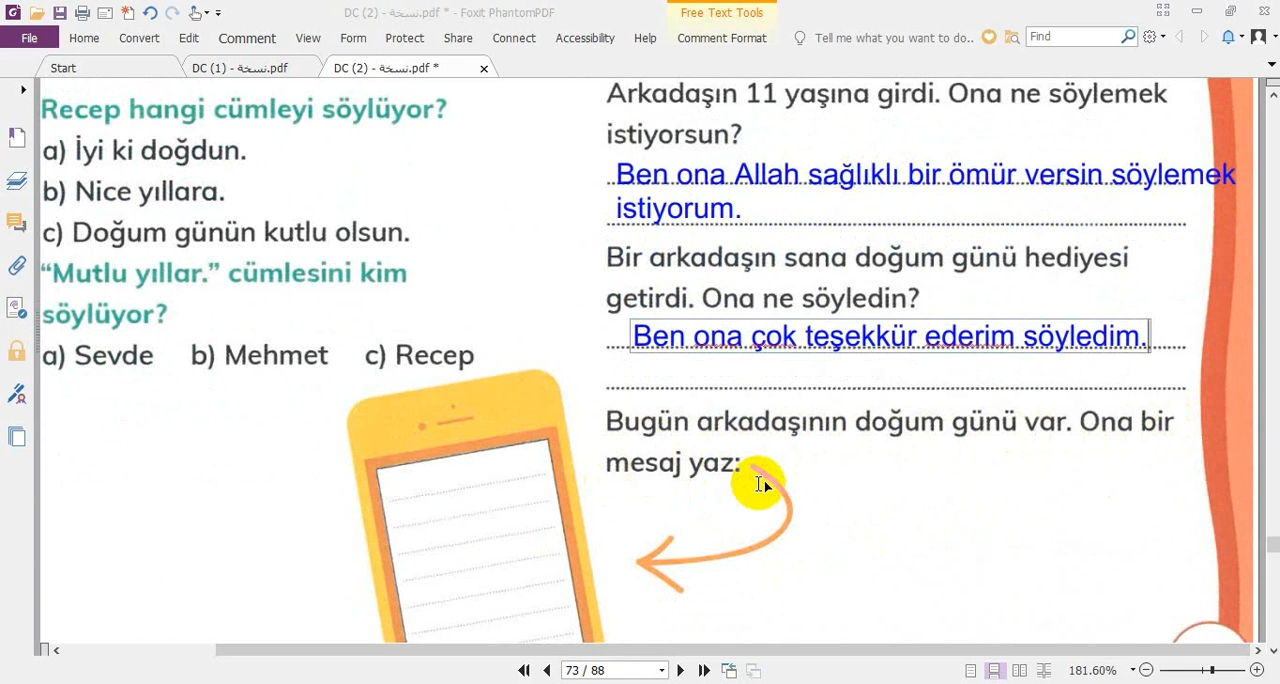 DC (2) - نسخة.pdf * - Foxit PhantomPDF
Free Text Tools
File Home Convert Edit Comment View Form Protect Share Connect Accessibility Help Comment Format Tell me what you want to do.. Find
Start DC (1) - نسخة.pdf DC (2) - نسخة.pdf *
Recep hangi cümleyi söylüyor?
a) İyi ki doğdun.
b) Nice yıllara.
c) Doğum günün kutlu olsun.
“Mutlu yıllar.” cümlesini kim
söylüyor?
a) Sevde b) Mehmet c) Recep
Arkadaşın 11 yaşına girdi. Ona ne söylemek
istiyorsun?
Ben ona Allah sağlıklı bir ömür versin söylemek
istiyorum.
Bir arkadaşın sana doğum günü hediyesi
getirdi. Ona ne söyledin?
Ben ona çok teşekkür ederim söyledim.
Bugün arkadaşının doğum günü var. Ona bir
mesaj yaz:
73 / 88
181.60%